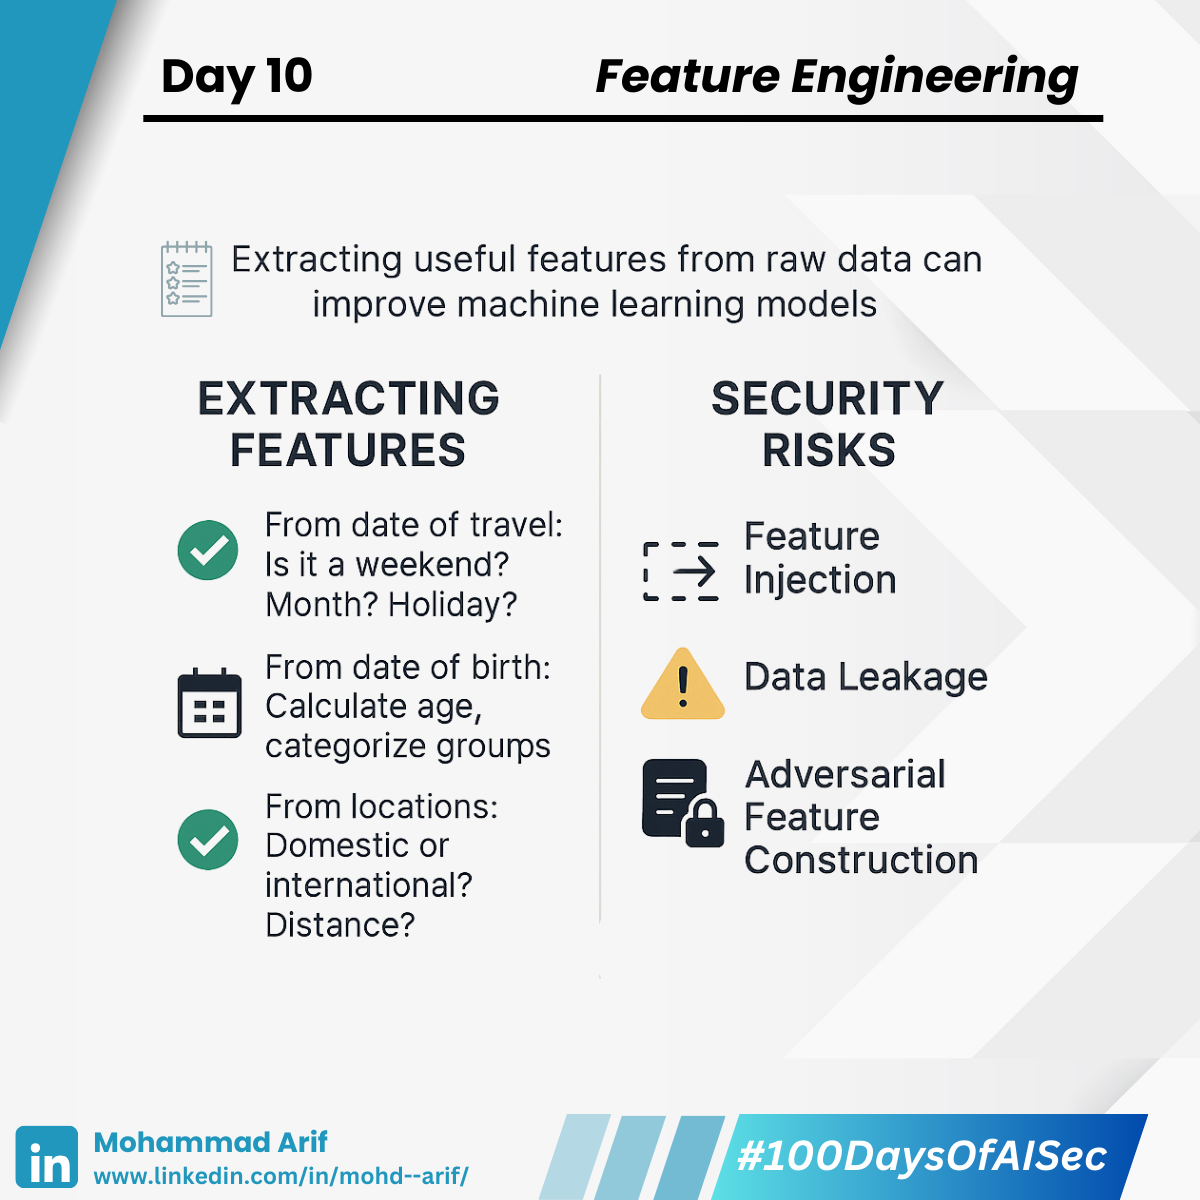 Day 10
Feature Engineering
Extracting useful features from raw data can
improve machine learning models
EXTRACTING
FEATURES
From date of travel:
Is it a weekend?
Month? Holiday?
From date of birth:
Calculate age,
categorize groups
From locations:
Domestic or
international?
Distance?
SECURITY
RISKS
Feature
Injection
Data Leakage
Adversarial
Feature
Construction
in
Mohammad Arif
www.linkedin.com/in/mohd--arif/
#100DaysOfAISec